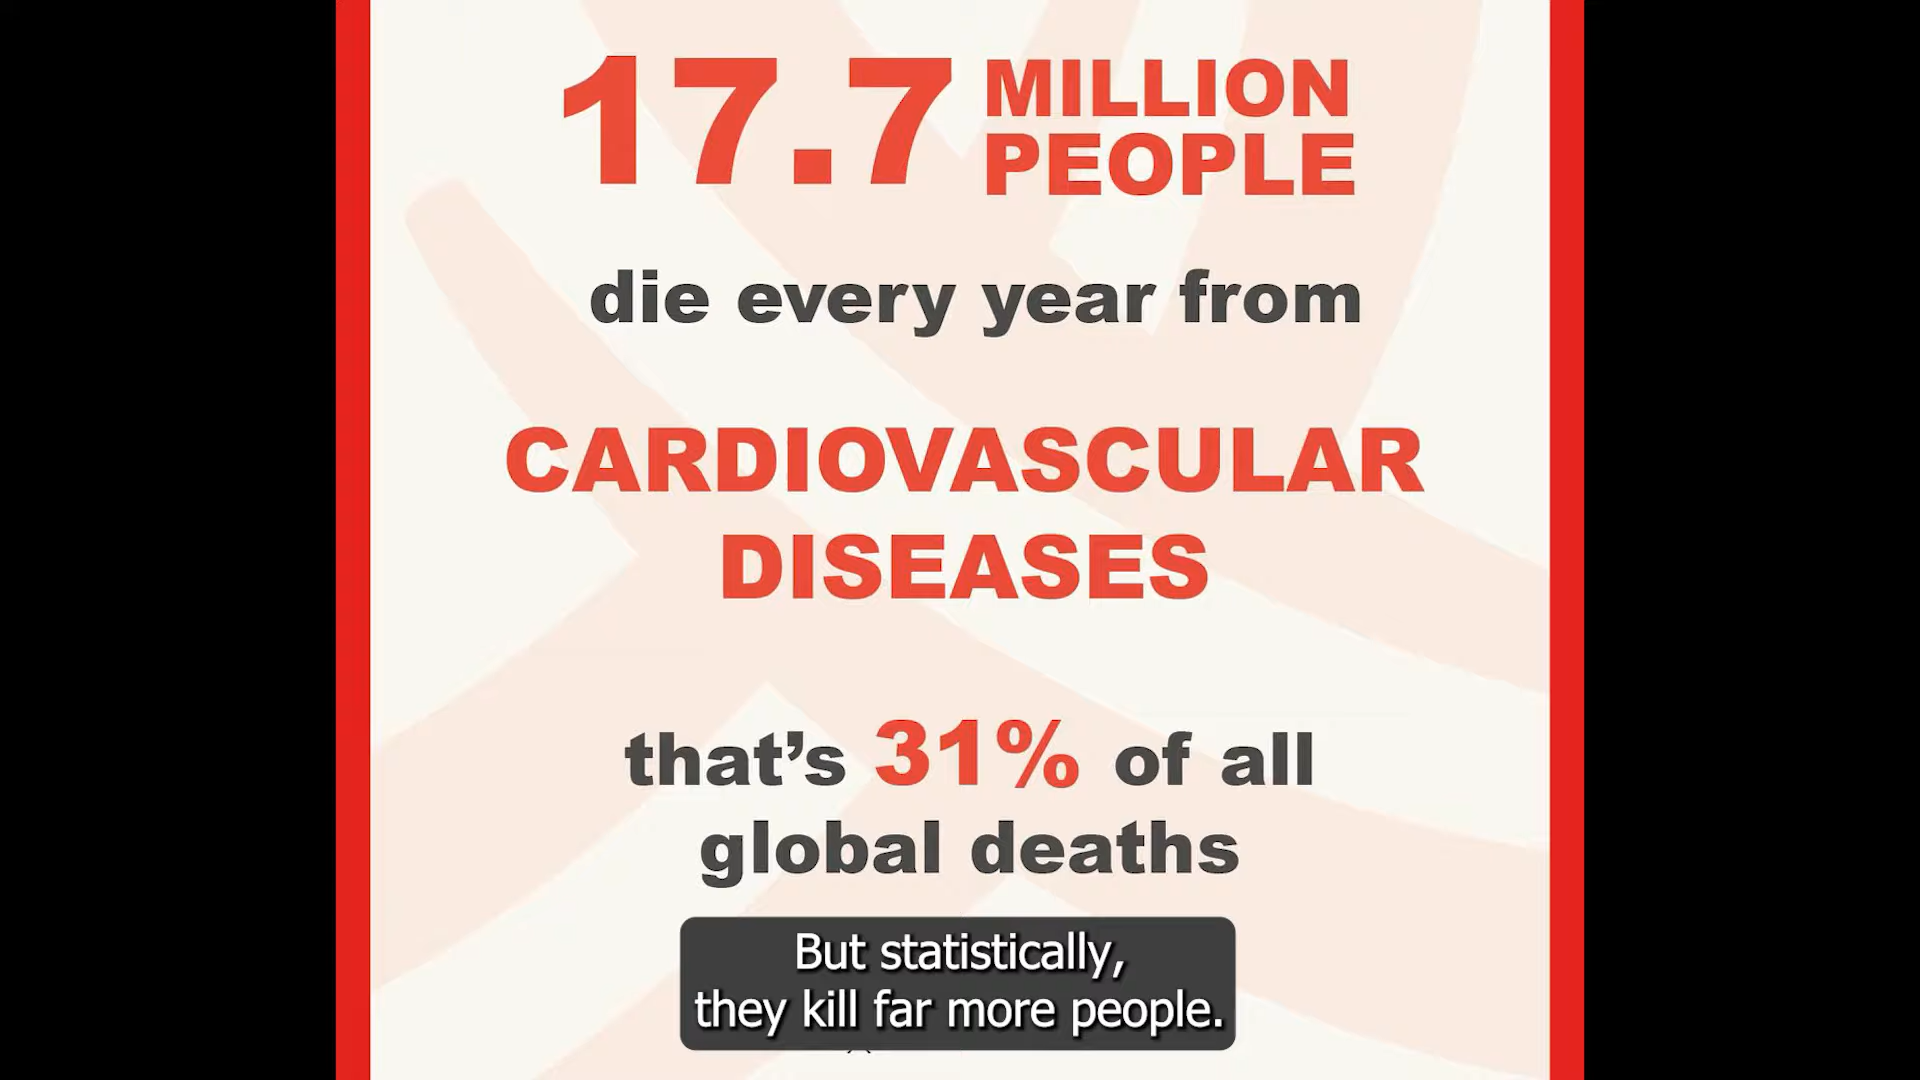 17.7 MILLION
PEOPLE
die every year from
CARDIOVASCULAR
DISEASES
that's 31% of all
global deaths
But statistically,
they kill far more people.